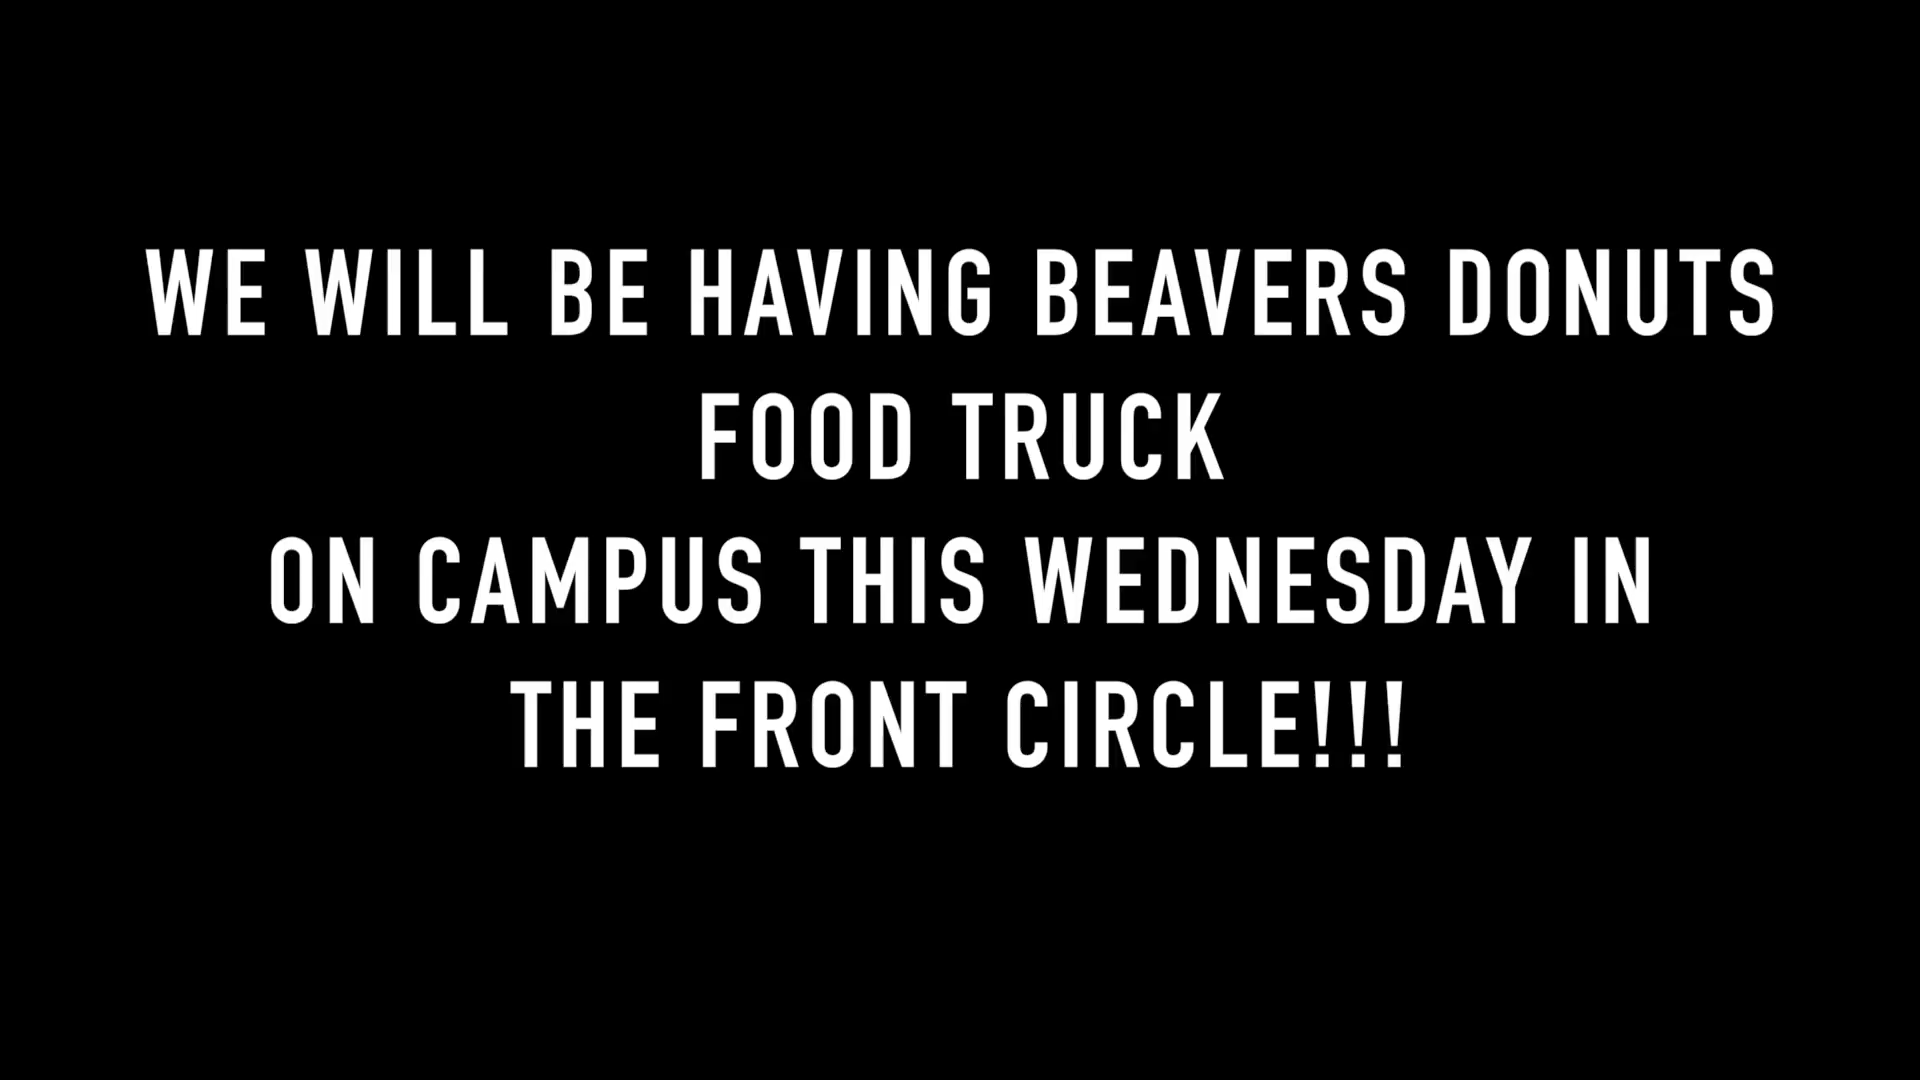 WE WILL BE HAVING BEAVERS DONUTS
FOOD TRUCK
ON CAMPUS THIS WEDNESDAY IN
THE FRONT CIRCLE!!!